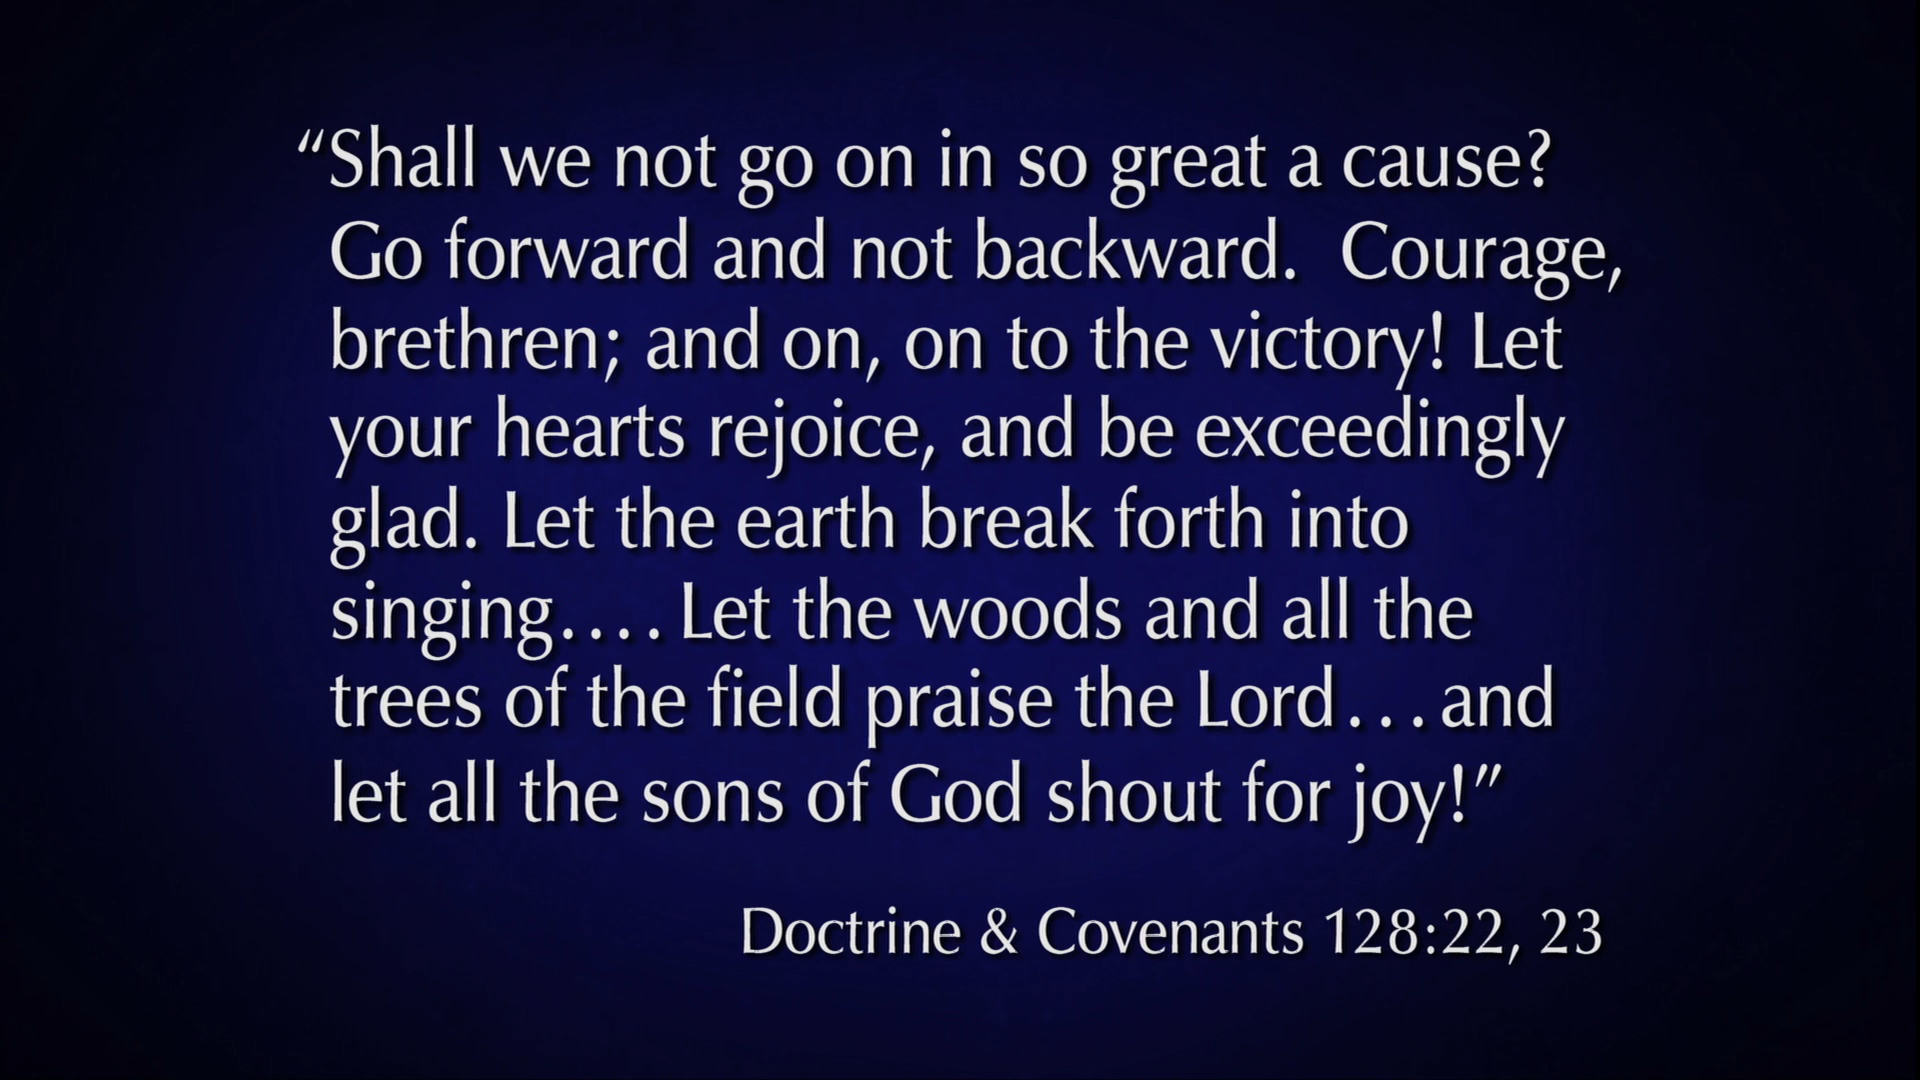 “Shall we not go on in so great a cause?
Go forward and not backward.  Courage,
brethren; and on, on to the victory! Let
your hearts rejoice, and be exceedingly
glad. Let the earth break forth into
singing.... Let the woods and all the
trees of the field praise the Lord...and
let all the sons of God shout for joy!”
Doctrine & Covenants 128:22, 23